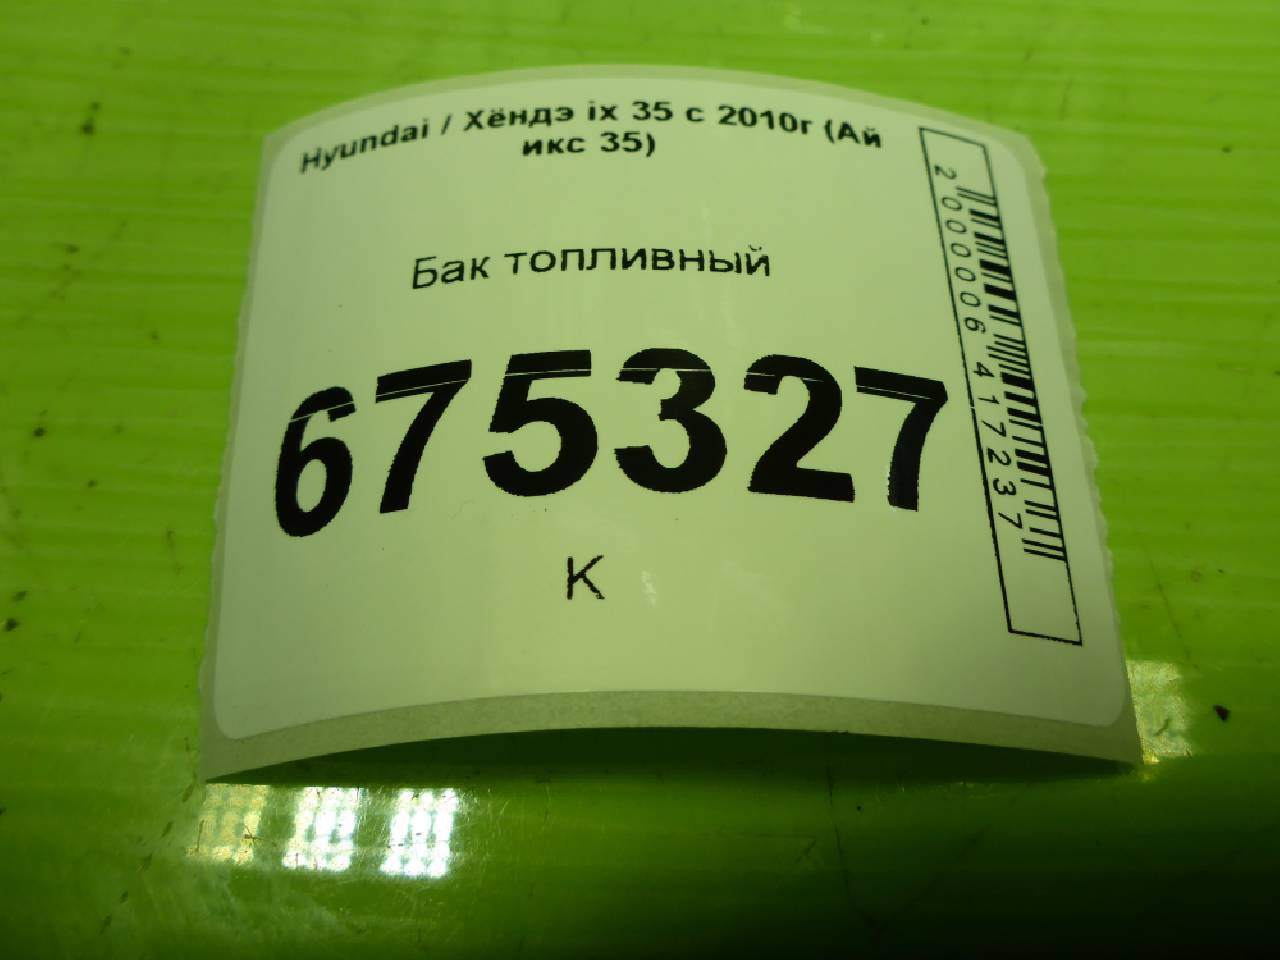 Hyundai / Хёндэ ix 35 с 2010г (Ай
икс 35)
Бак топливный
675327
К
2000006417237